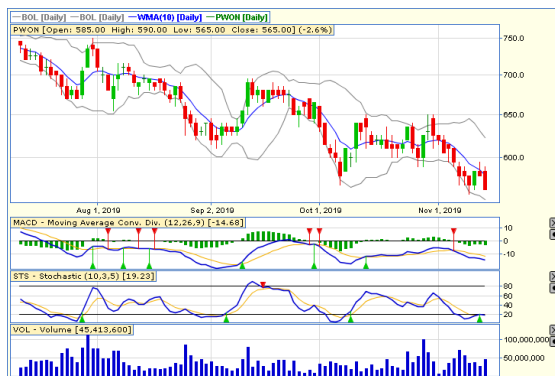 BOL [Daily] BOL [Daily] WMA(10) [Daily] PWON [Daily]
PWON [Open: 585.00 High: 590.00 Low: 565.00 Close: 565.00] (-2.6%)
750.0
700.0
650.0
600.0
Aug 1, 2019 Sep 2, 2019 Oct 1, 2019 Nov 1, 2019
MACD - Moving Average Conv. Div. (12,26,9) [-14.68]
10
0
-10
STS - Stochastic (10,3,5) [19.23]
80
60
40
20
VOL - Volume [45,413,600]
100,000,000
50,000,000